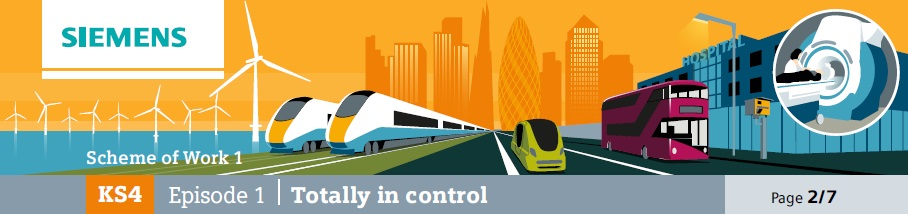 SIEMENS
HOSPITAL
Scheme of Work 1
KS4 Episode 1 | Totally in control
Page 2/7